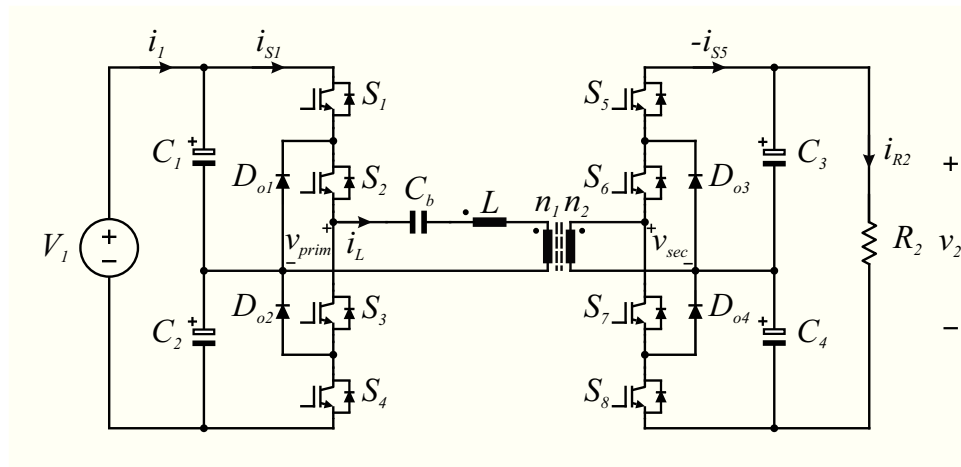 i1 iS1 -iS5
S1 S5
C1 Do1 S2 Cb L n1 n2 S6 Do3 C3 iR2
+ + + + + +
V1 vprim iL vsec R2 v2
- - - -
C2 Do2 S3 S7 Do4 C4
+ +
S4 S8